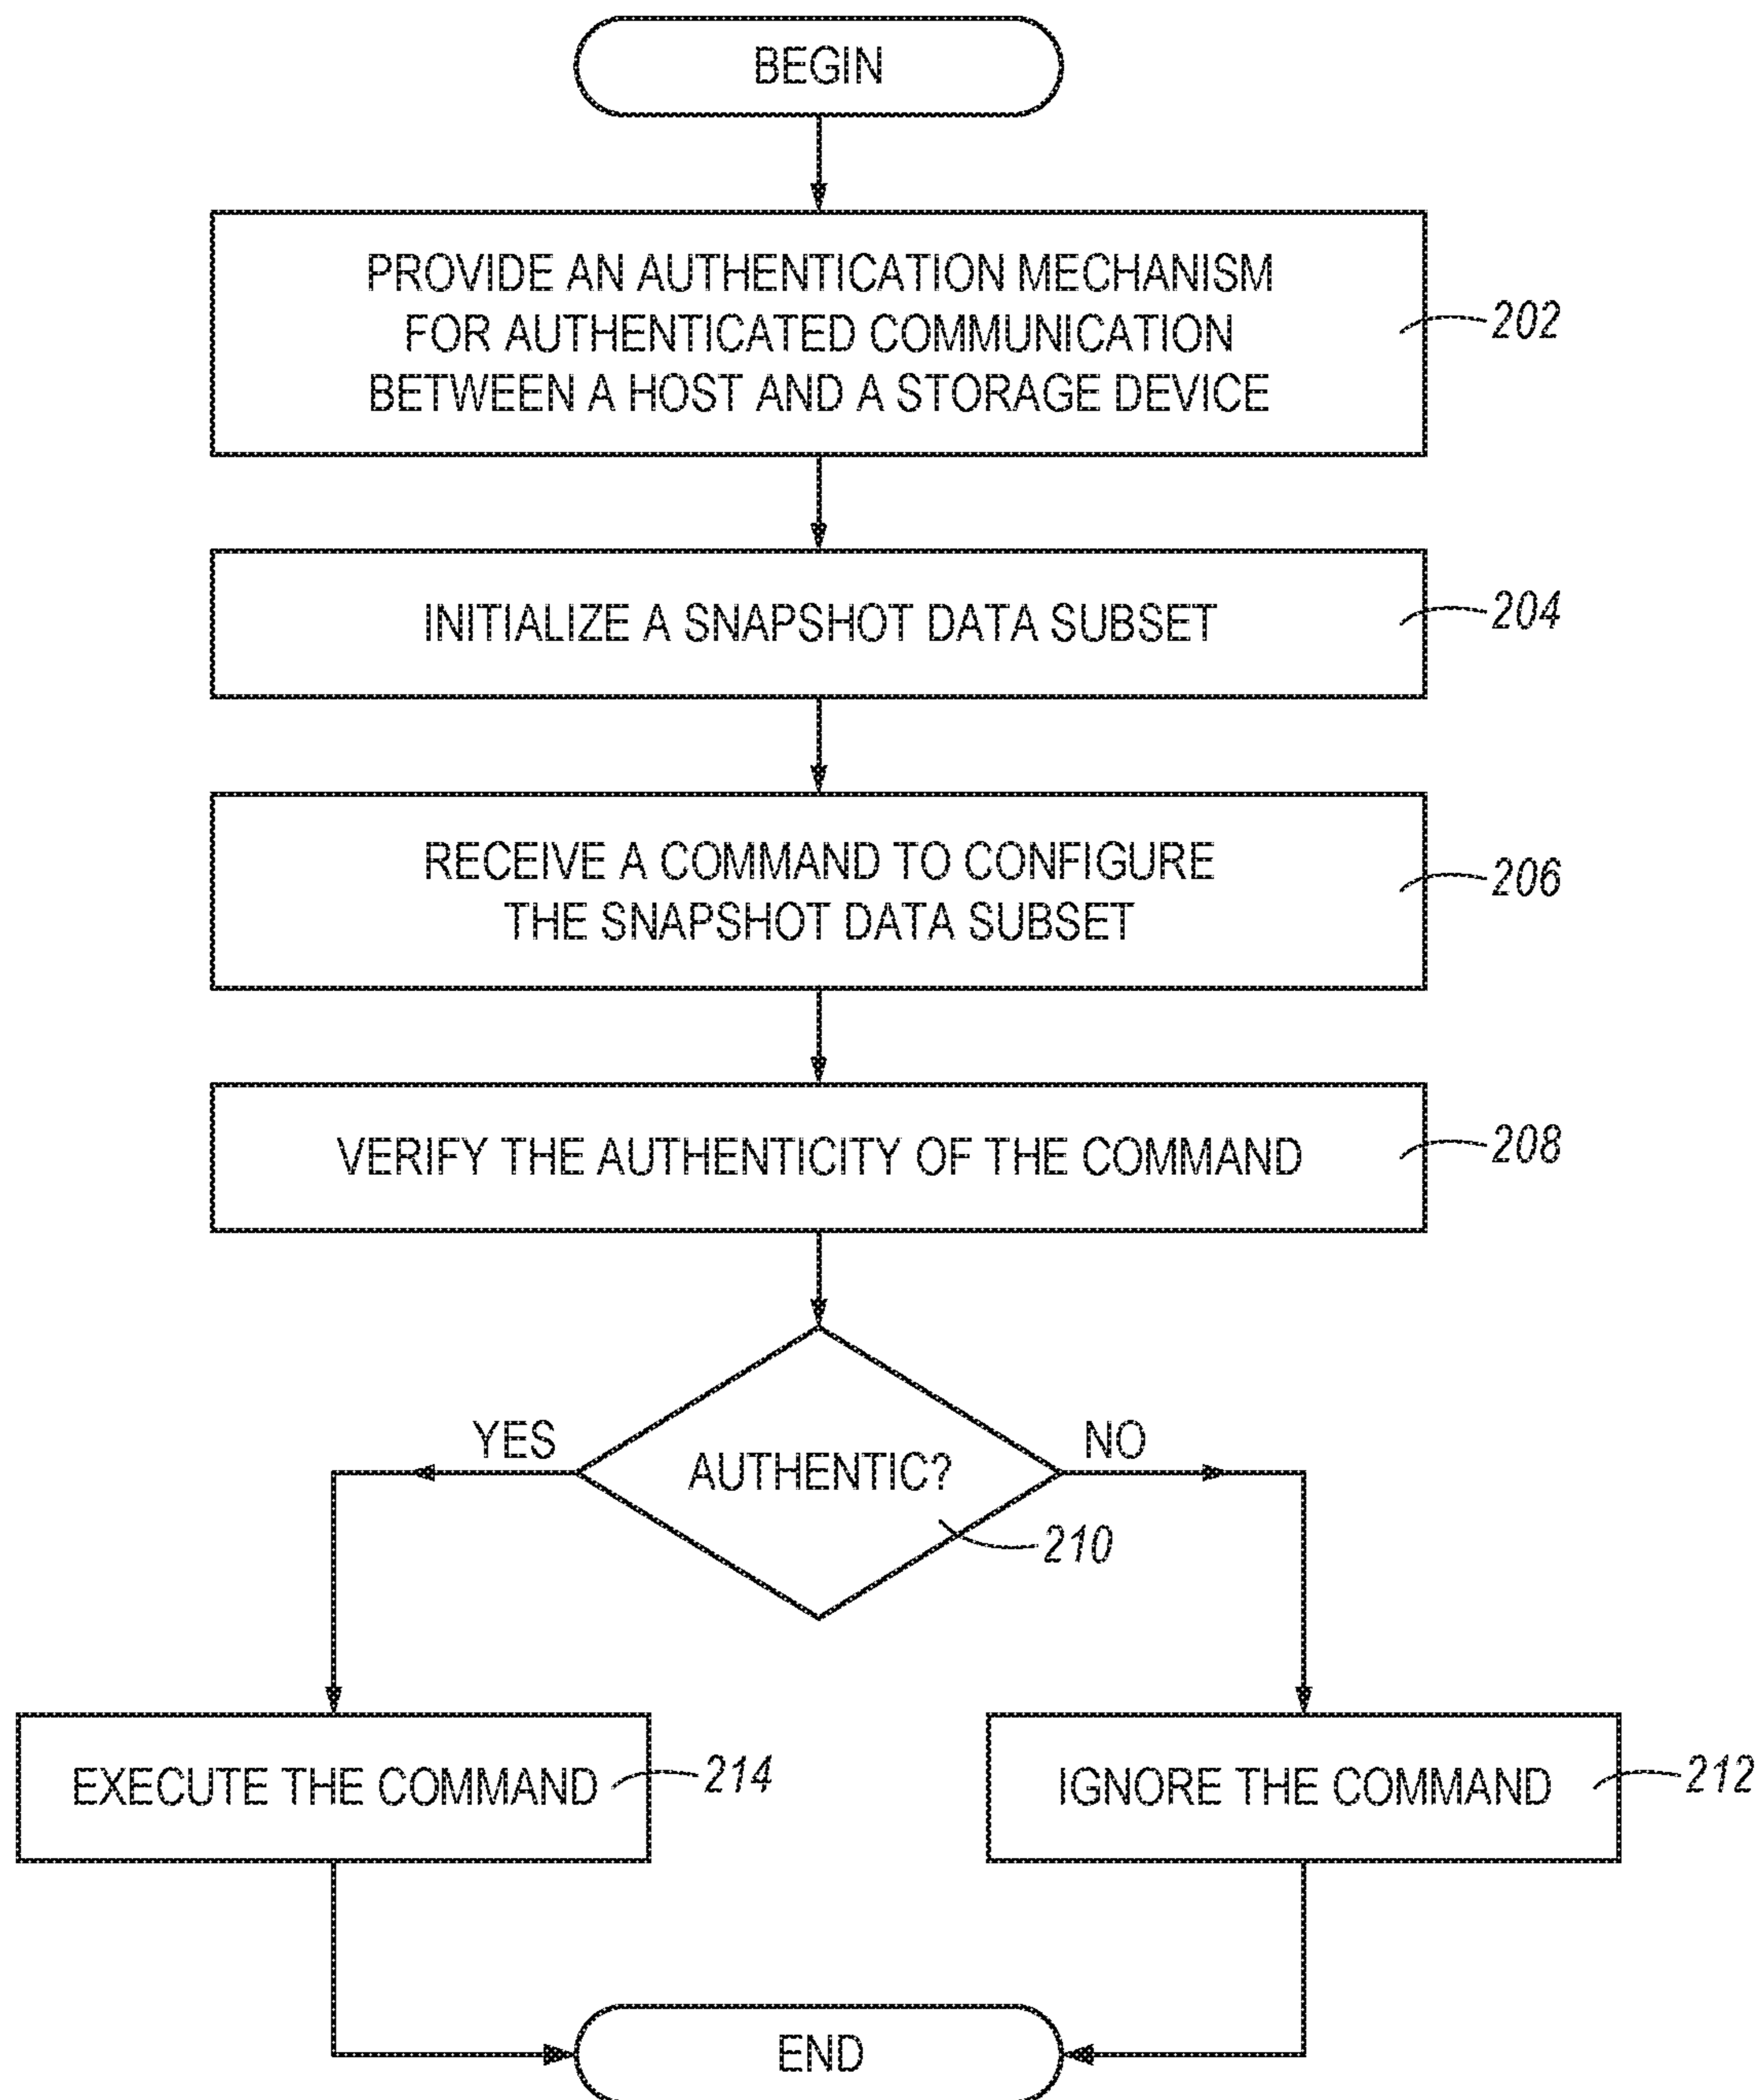 BEGIN
PROVIDE AN AUTHENTICATION MECHANISM
FOR AUTHENTICATED COMMUNICATION
BETWEEN A HOST AND A STORAGE DEVICE
202
INITIALIZE A SNAPSHOT DATA SUBSET
204
RECEIVE A COMMAND TO CONFIGURE
THE SNAPSHOT DATA SUBSET
206
VERIFY THE AUTHENTICITY OF THE COMMAND
208
YES
AUTHENTIC?
NO
210
EXECUTE THE COMMAND
214
IGNORE THE COMMAND
212
END